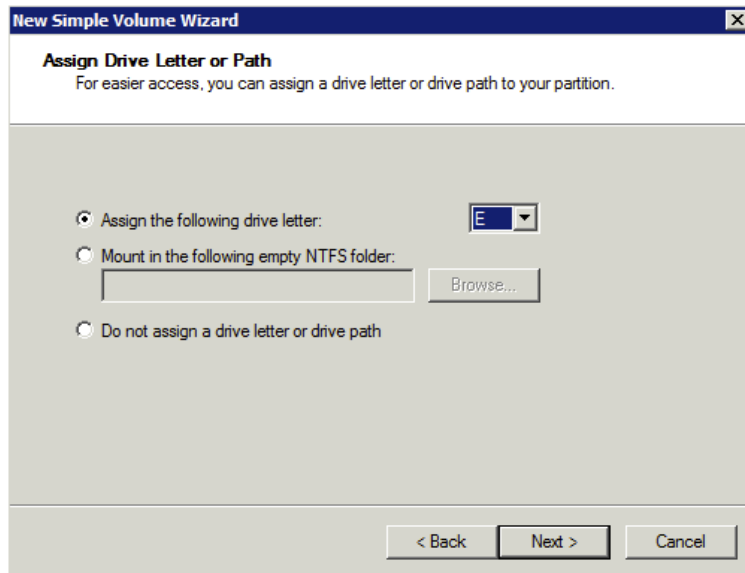 New Simple Volume Wizard
Assign Drive Letter or Path
For easier access, you can assign a drive letter or drive path to your partition.
Assign the following drive letter: E
Mount in the following empty NTFS folder:
Browse...
Do not assign a drive letter or drive path
< Back Next > Cancel